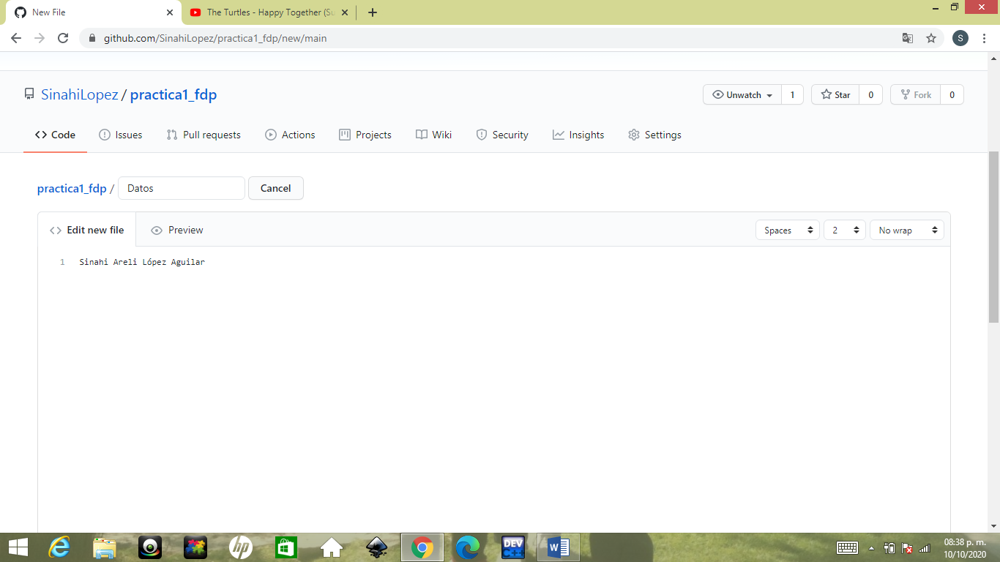 New File
The Turtles - Happy Together (Su
github.com/SinahiLopez/practica1_fdp/new/main
S
SinahiLopez / practica1_fdp
Unwatch 1
Star 0
Fork 0
Code
Issues
Pull requests
Actions
Projects
Wiki
Security
Insights
Settings
practica1_fdp / Datos
Cancel
<> Edit new file
Preview
Spaces
2
No wrap
1 Sinahi Areli López Aguilar
hp
DEV C++
W
08:38 p. m.
10/10/2020